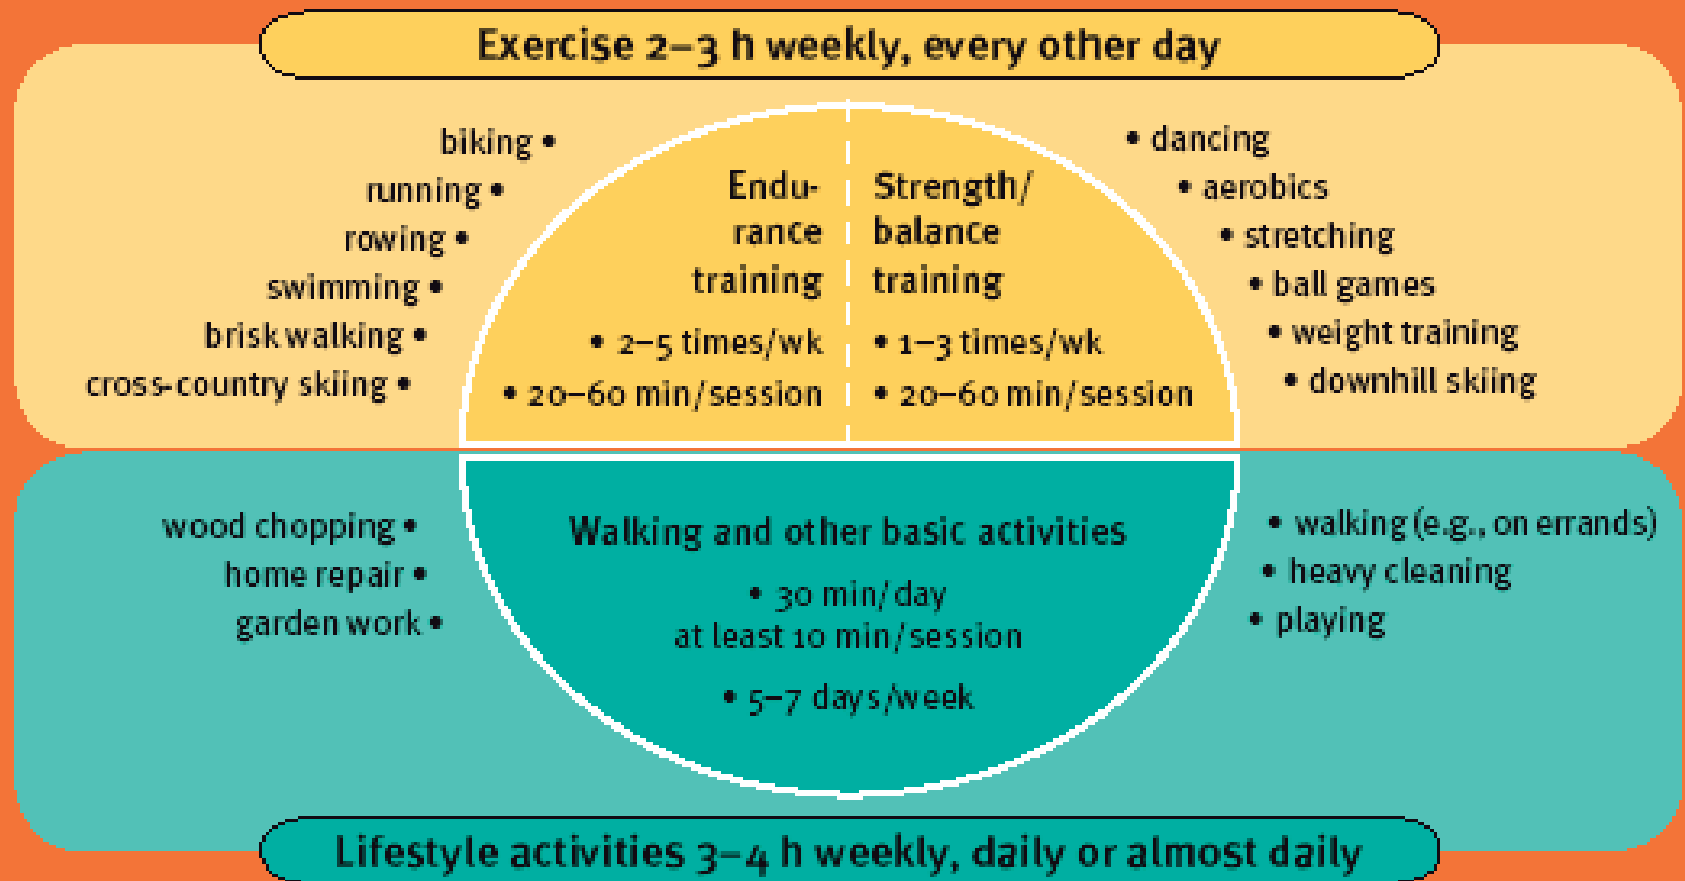 Exercise 2–3 h weekly, every other day
biking •
running •
rowing •
swimming •
brisk walking •
cross-country skiing •
Endu-
rance
training
• 2–5 times/wk
• 20–60 min/session
Strength/
balance
training
• 1–3 times/wk
• 20–60 min/session
• dancing
• aerobics
• stretching
• ball games
• weight training
• downhill skiing
wood chopping •
home repair •
garden work •
Walking and other basic activities
• 30 min/day
at least 10 min/session
• 5–7 days/week
• walking (e.g., on errands)
• heavy cleaning
• playing
Lifestyle activities 3–4 h weekly, daily or almost daily